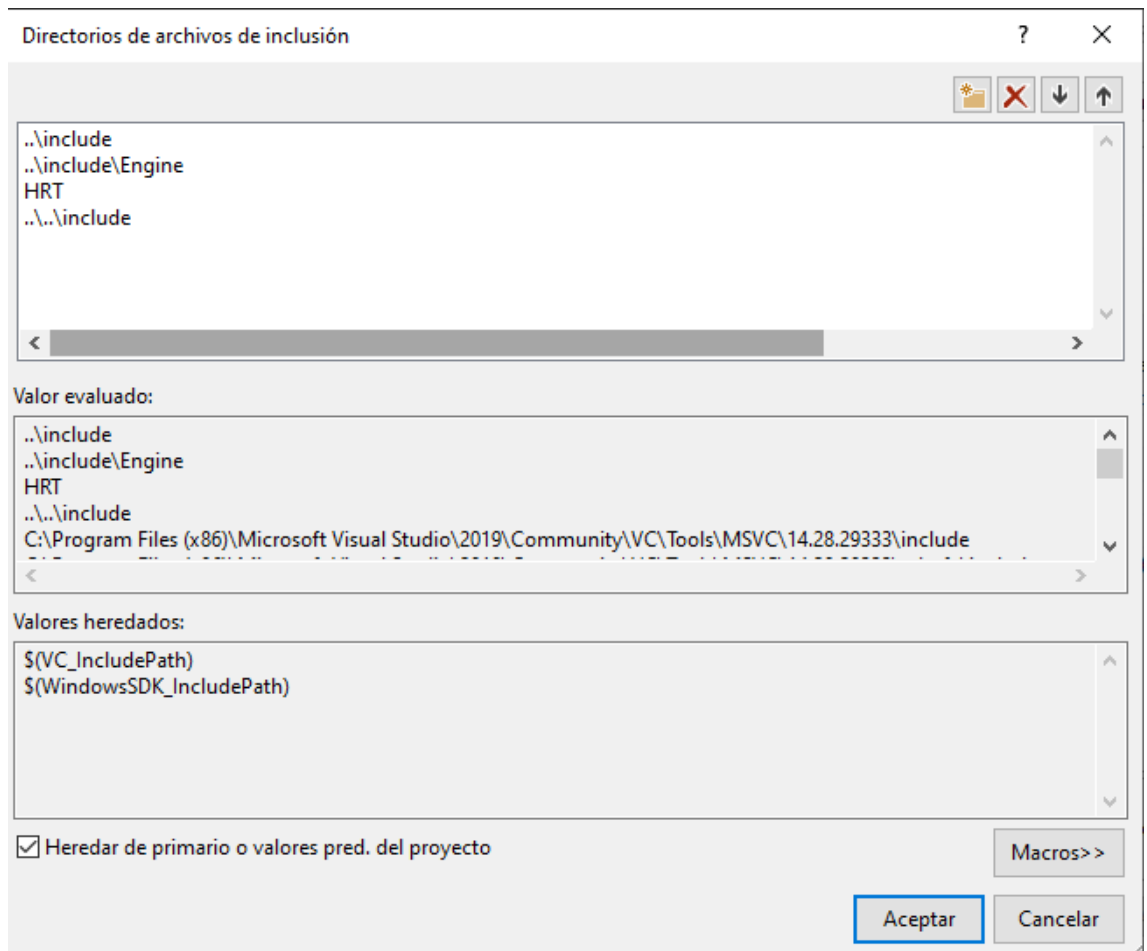 Directorios de archivos de inclusión
..\include
..\include\Engine
HRT
..\..\include
Valor evaluado:
..\include
..\include\Engine
HRT
..\..\include
C:\Program Files (x86)\Microsoft Visual Studio\2019\Community\VC\Tools\MSVC\14.28.29333\include
Valores heredados:
$(VC_IncludePath)
$(WindowsSDK_IncludePath)
Heredar de primario o valores pred. del proyecto
Macros>>
Aceptar
Cancelar